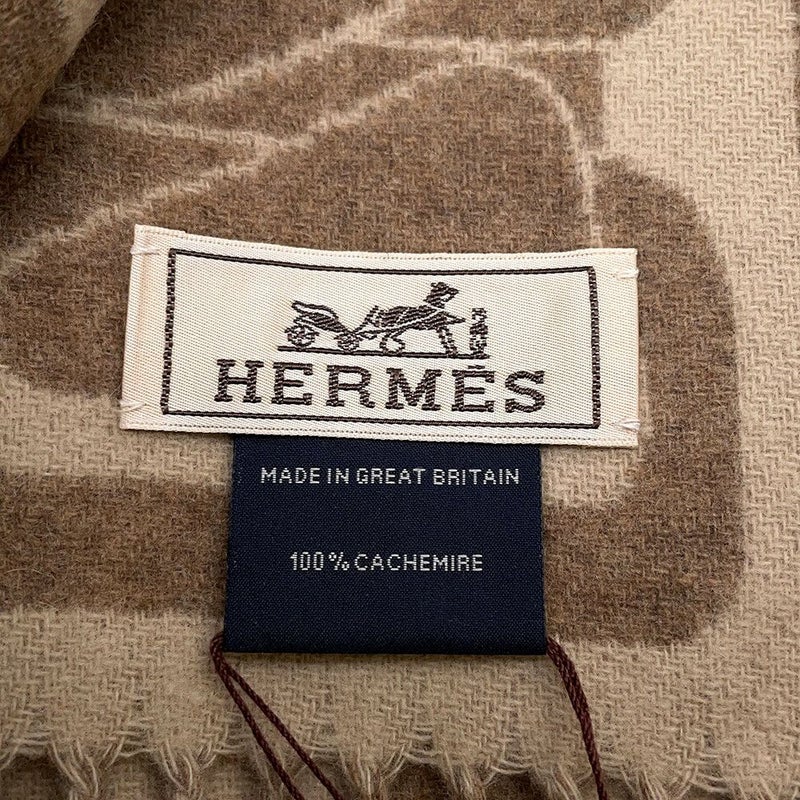 HERMÈS
MADE IN GREAT BRITAIN
100% CACHEMIRE